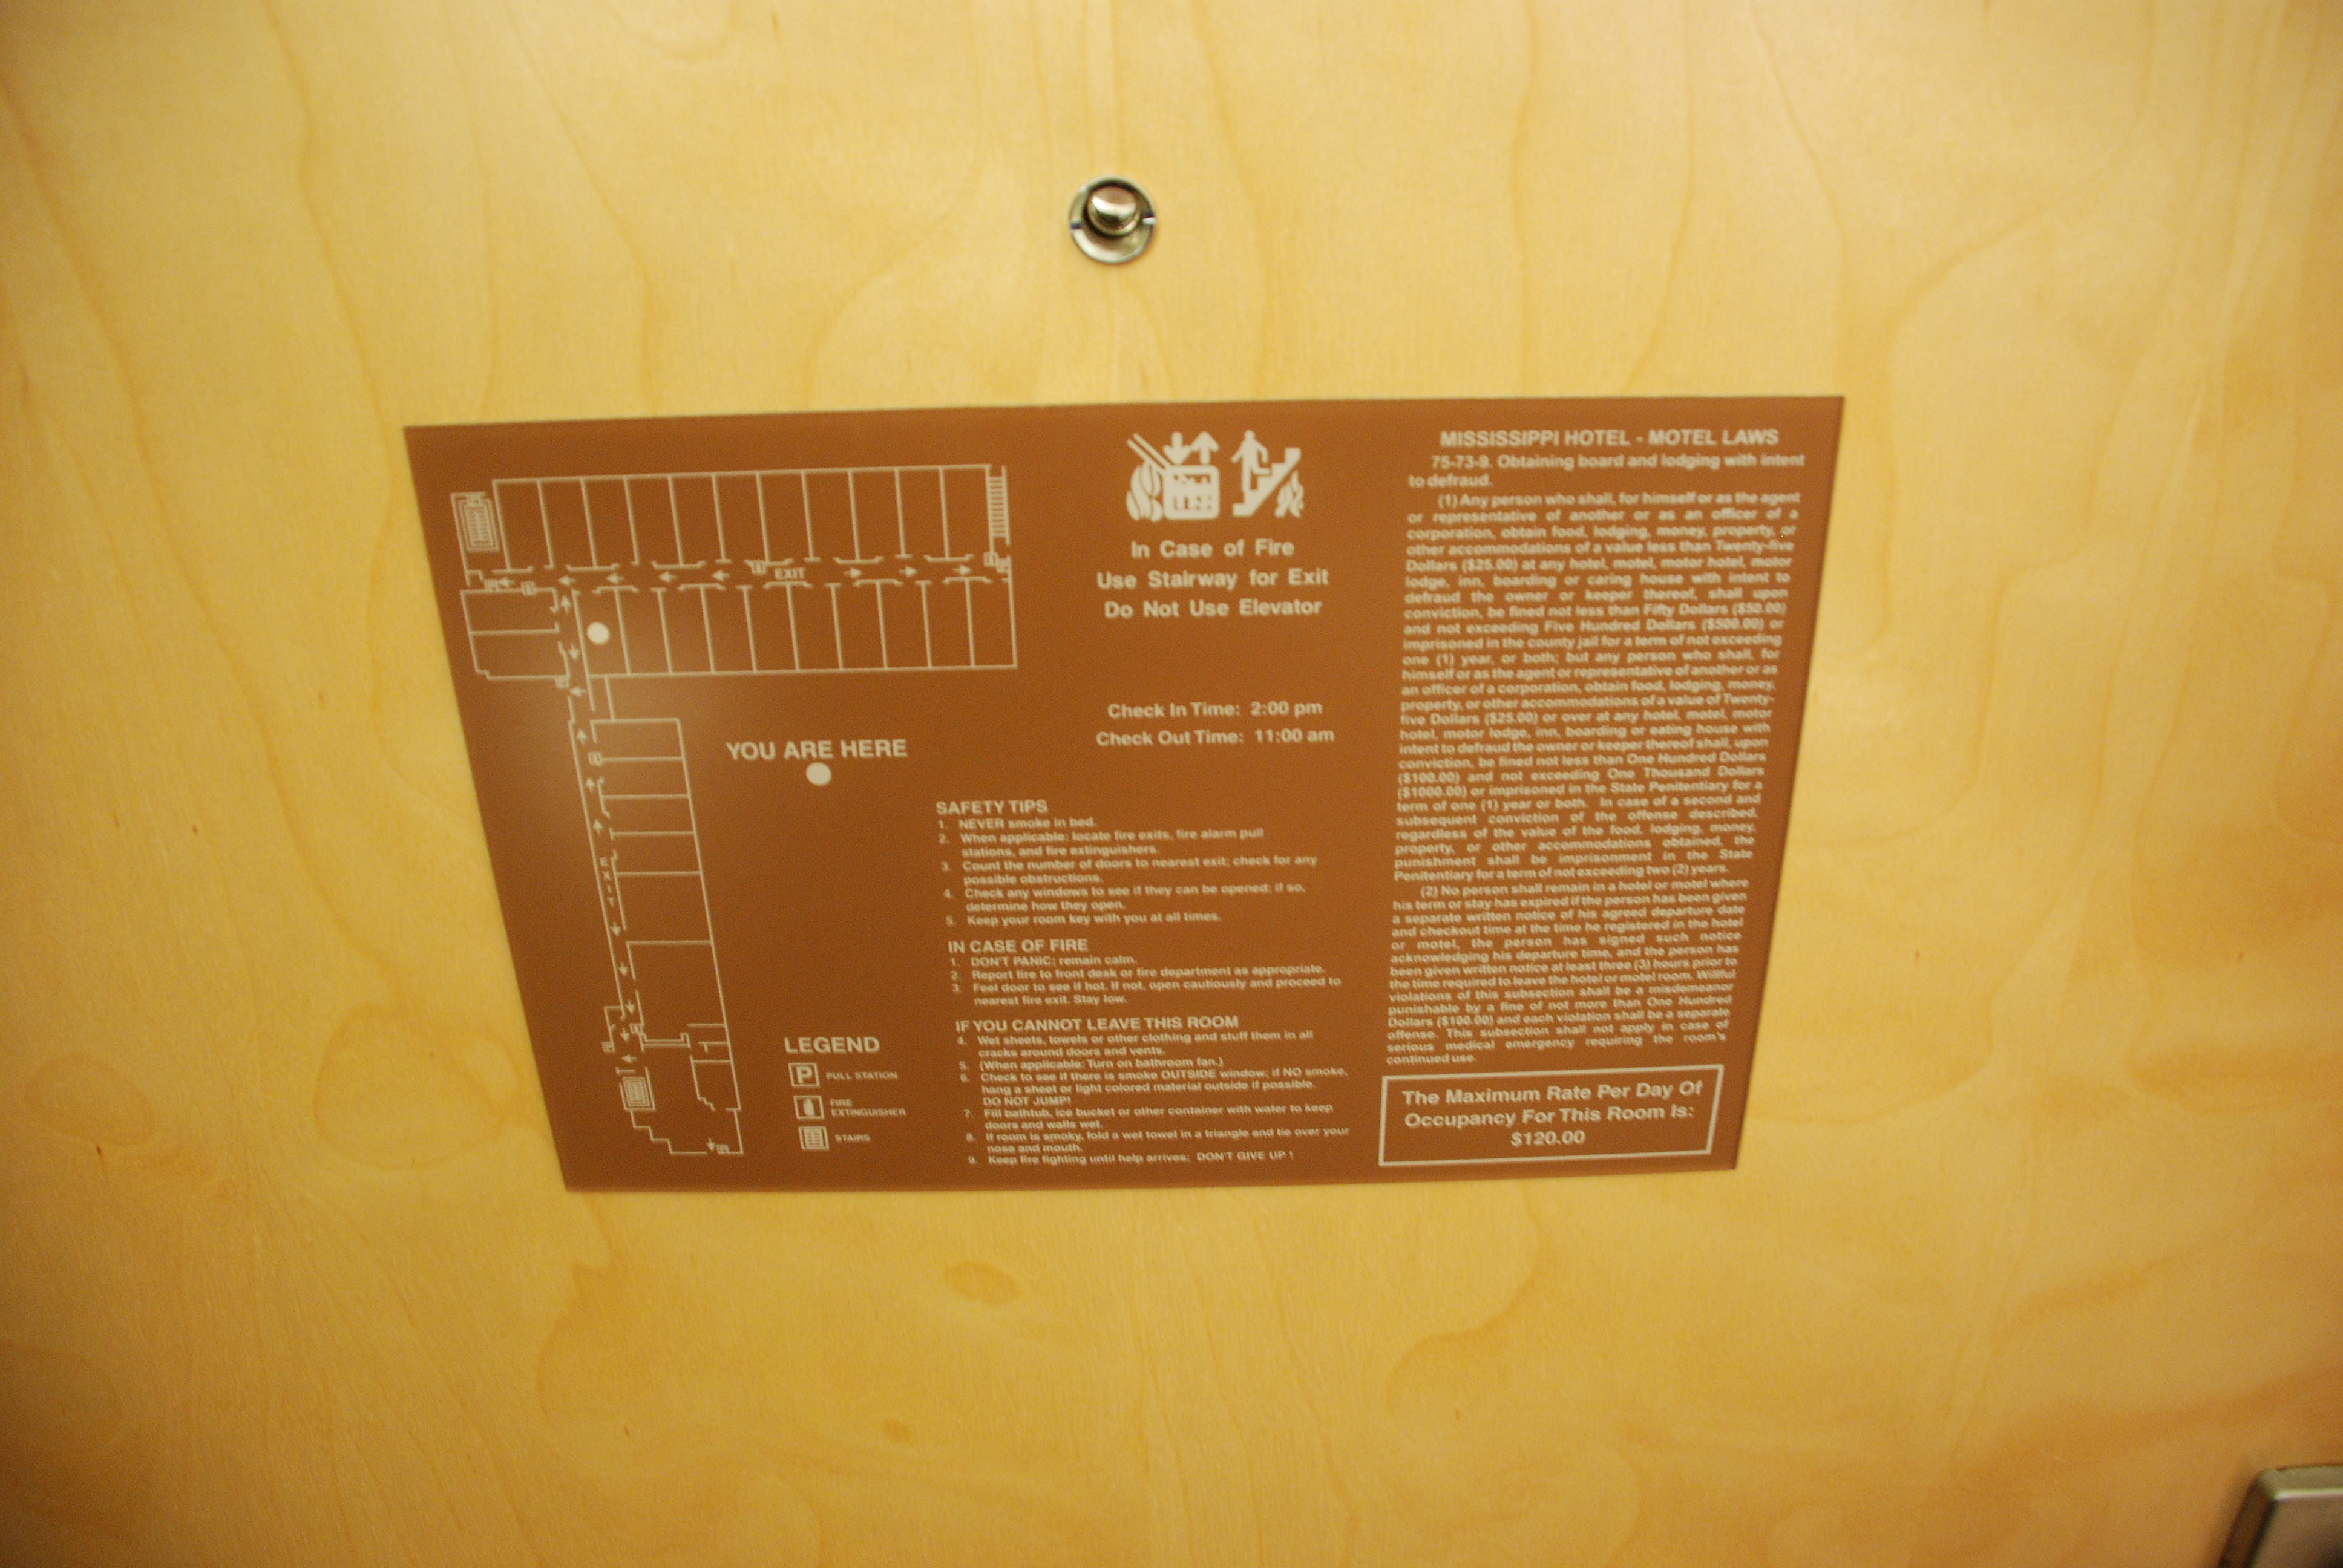 EXIT
EXIT
YOU ARE HERE
LEGEND
P PULL STATION
FIRE
EXTINGUISHER
STAIRS
In Case of Fire
Use Stairway for Exit
Do Not Use Elevator
Check In Time: 2:00 pm
Check Out Time: 11:00 am
SAFETY TIPS
1. NEVER smoke in bed.
2. When applicable: locate fire exits, fire alarm pull
stations, and fire extinguishers.
3. Count the number of doors to nearest exit; check for any
possible obstructions.
4. Check any windows to see if they can be opened; if so,
determine how they open.
5. Keep your room key with you at all times.
IN CASE OF FIRE
1. DON'T PANIC; remain calm.
2. Report fire to front desk or fire department as appropriate.
3. Feel door to see if hot. If not, open cautiously and proceed to
nearest fire exit. Stay low.
IF YOU CANNOT LEAVE THIS ROOM
4. Wet sheets, towels or other clothing and stuff them in all
cracks around doors and vents.
5. (When applicable: Turn on bathroom fan.)
6. Check to see if there is smoke OUTSIDE window; if NO smoke,
hang a sheet or light colored material outside if possible.
DO NOT JUMP!
7. Fill bathtub, ice bucket or other container with water to keep
doors and walls wet.
8. If room is smoky, fold a wet towel in a triangle and tie over your
nose and mouth.
9. Keep fire fighting until help arrives; DON'T GIVE UP !
MISSISSIPPI HOTEL - MOTEL LAWS
75-73-9. Obtaining board and lodging with intent
to defraud.
(1) Any person who shall, for himself or as the agent
or representative of another or as an officer of a
corporation, obtain food, lodging, money, property, or
other accommodations of a value less than Twenty-five
Dollars ($25.00) at any hotel, motel, motor hotel, motor
lodge, inn, boarding or caring house with intent to
defraud the owner or keeper thereof, shall upon
conviction, be fined not less than Fifty Dollars ($50.00)
and not exceeding Five Hundred Dollars ($500.00) or
imprisoned in the county jail for a term of not exceeding
one (1) year, or both; but any person who shall, for
himself or as the agent or representative of another or as
an officer of a corporation, obtain food, lodging, money,
property, or other accommodations of a value of Twenty-
five Dollars ($25.00) or over at any hotel, motel, motor
hotel, motor lodge, inn, boarding or eating house with
intent to defraud the owner or keeper thereof shall, upon
conviction, be fined not less than One Hundred Dollars
($100.00) and not exceeding One Thousand Dollars
($1000.00) or imprisoned in the State Penitentiary for a
term of one (1) year or both. In case of a second and
subsequent conviction of the offense described,
regardless of the value of the food, lodging, money,
property, or other accommodations obtained, the
punishment shall be imprisonment in the State
Penitentiary for a term of not exceeding two (2) years.
(2) No person shall remain in a hotel or motel where
his term or stay has expired if the person has been given
a separate written notice of his agreed departure date
and checkout time at the time he registered in the hotel
or motel, the person has signed such notice
acknowledging his departure time, and the person has
been given written notice at least three (3) hours prior to
the time required to leave the hotel or motel room. Willful
violations of this subsection shall be a misdemeanor
punishable by a fine of not more than One Hundred
Dollars ($100.00) and each violation shall be a separate
offense. This subsection shall not apply in case of
serious medical emergency requiring the room's
continued use.
The Maximum Rate Per Day Of
Occupancy For This Room Is:
$120.00